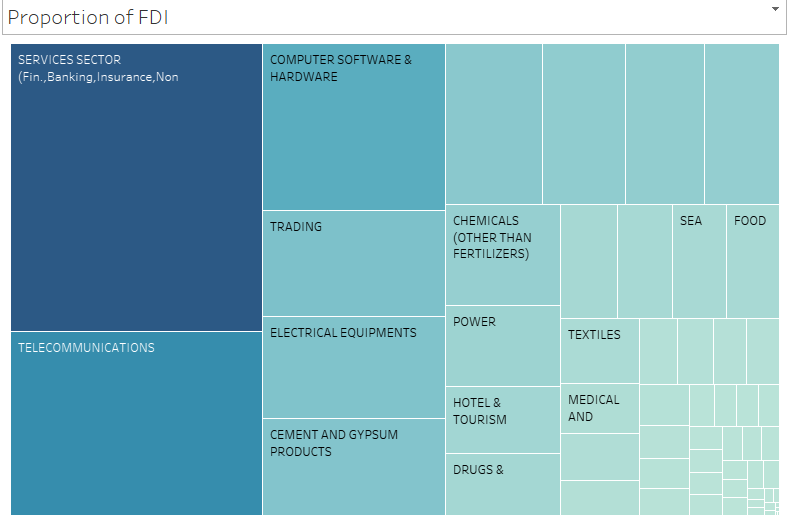 Proportion of FDI
SERVICES SECTOR
(Fin.,Banking,Insurance,Non
TELECOMMUNICATIONS
COMPUTER SOFTWARE &
HARDWARE
TRADING
ELECTRICAL EQUIPMENTS
CEMENT AND GYPSUM
PRODUCTS
CHEMICALS
(OTHER THAN
FERTILIZERS)
POWER
HOTEL &
TOURISM
DRUGS &
SEA
FOOD
TEXTILES
MEDICAL
AND